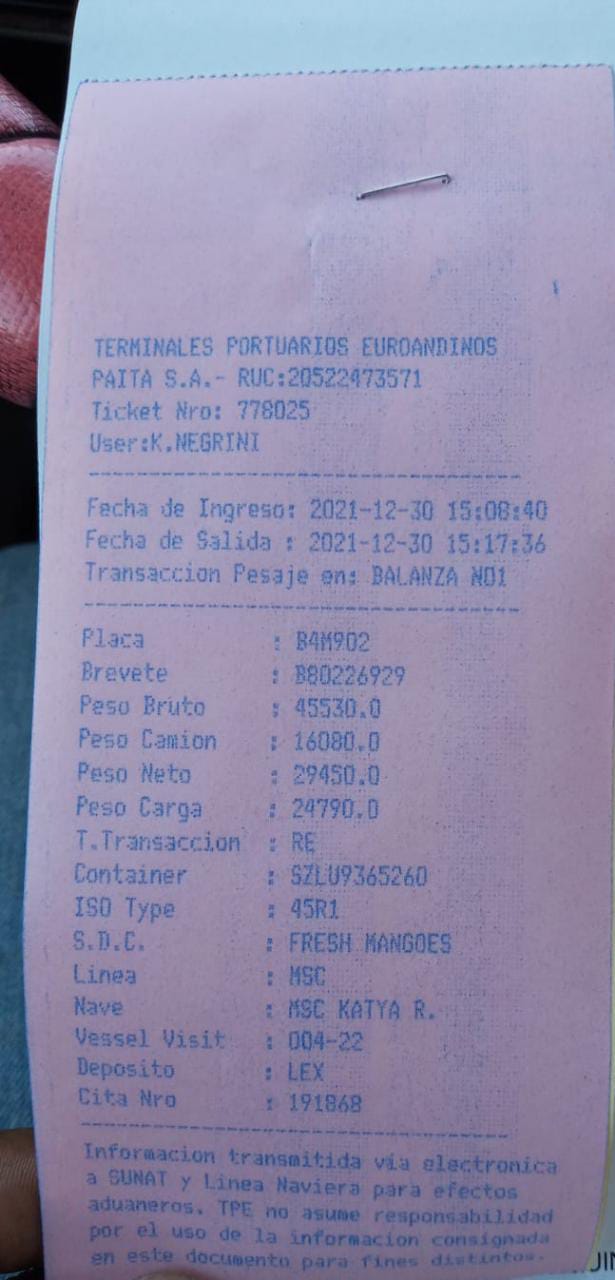 TERMINALES PORTUARIOS EUROANDINOS
PAITA S.A.- RUC:20522473571
Ticket Nro: 778025
User:K.NEGRINI
Fecha de Ingreso: 2021-12-30 15:08:40
Fecha de Salida : 2021-12-30 15:17:36
Transaccion Pesaje en: BALANZA NO1
Placa : B4M902
Brevete : B80226929
Peso Bruto : 45530.0
Peso Camion : 16080.0
Peso Neto : 29450.0
Peso Carga : 24790.0
T.Transaccion : RE
Container : SZLU9365260
ISO Type : 45R1
S.D.C. : FRESH MANGOES
Linea : MSC
Nave : MSC KATYA R.
Vessel Visit : 004-22
Deposito : LEX
Cita Nro : 191868
Informacion transmitida via electronica
a SUNAT y Linea Naviera para efectos
aduaneros. TPE no asume responsabilidad
por el uso de la informacion consignada
en este documento para fines distintos.